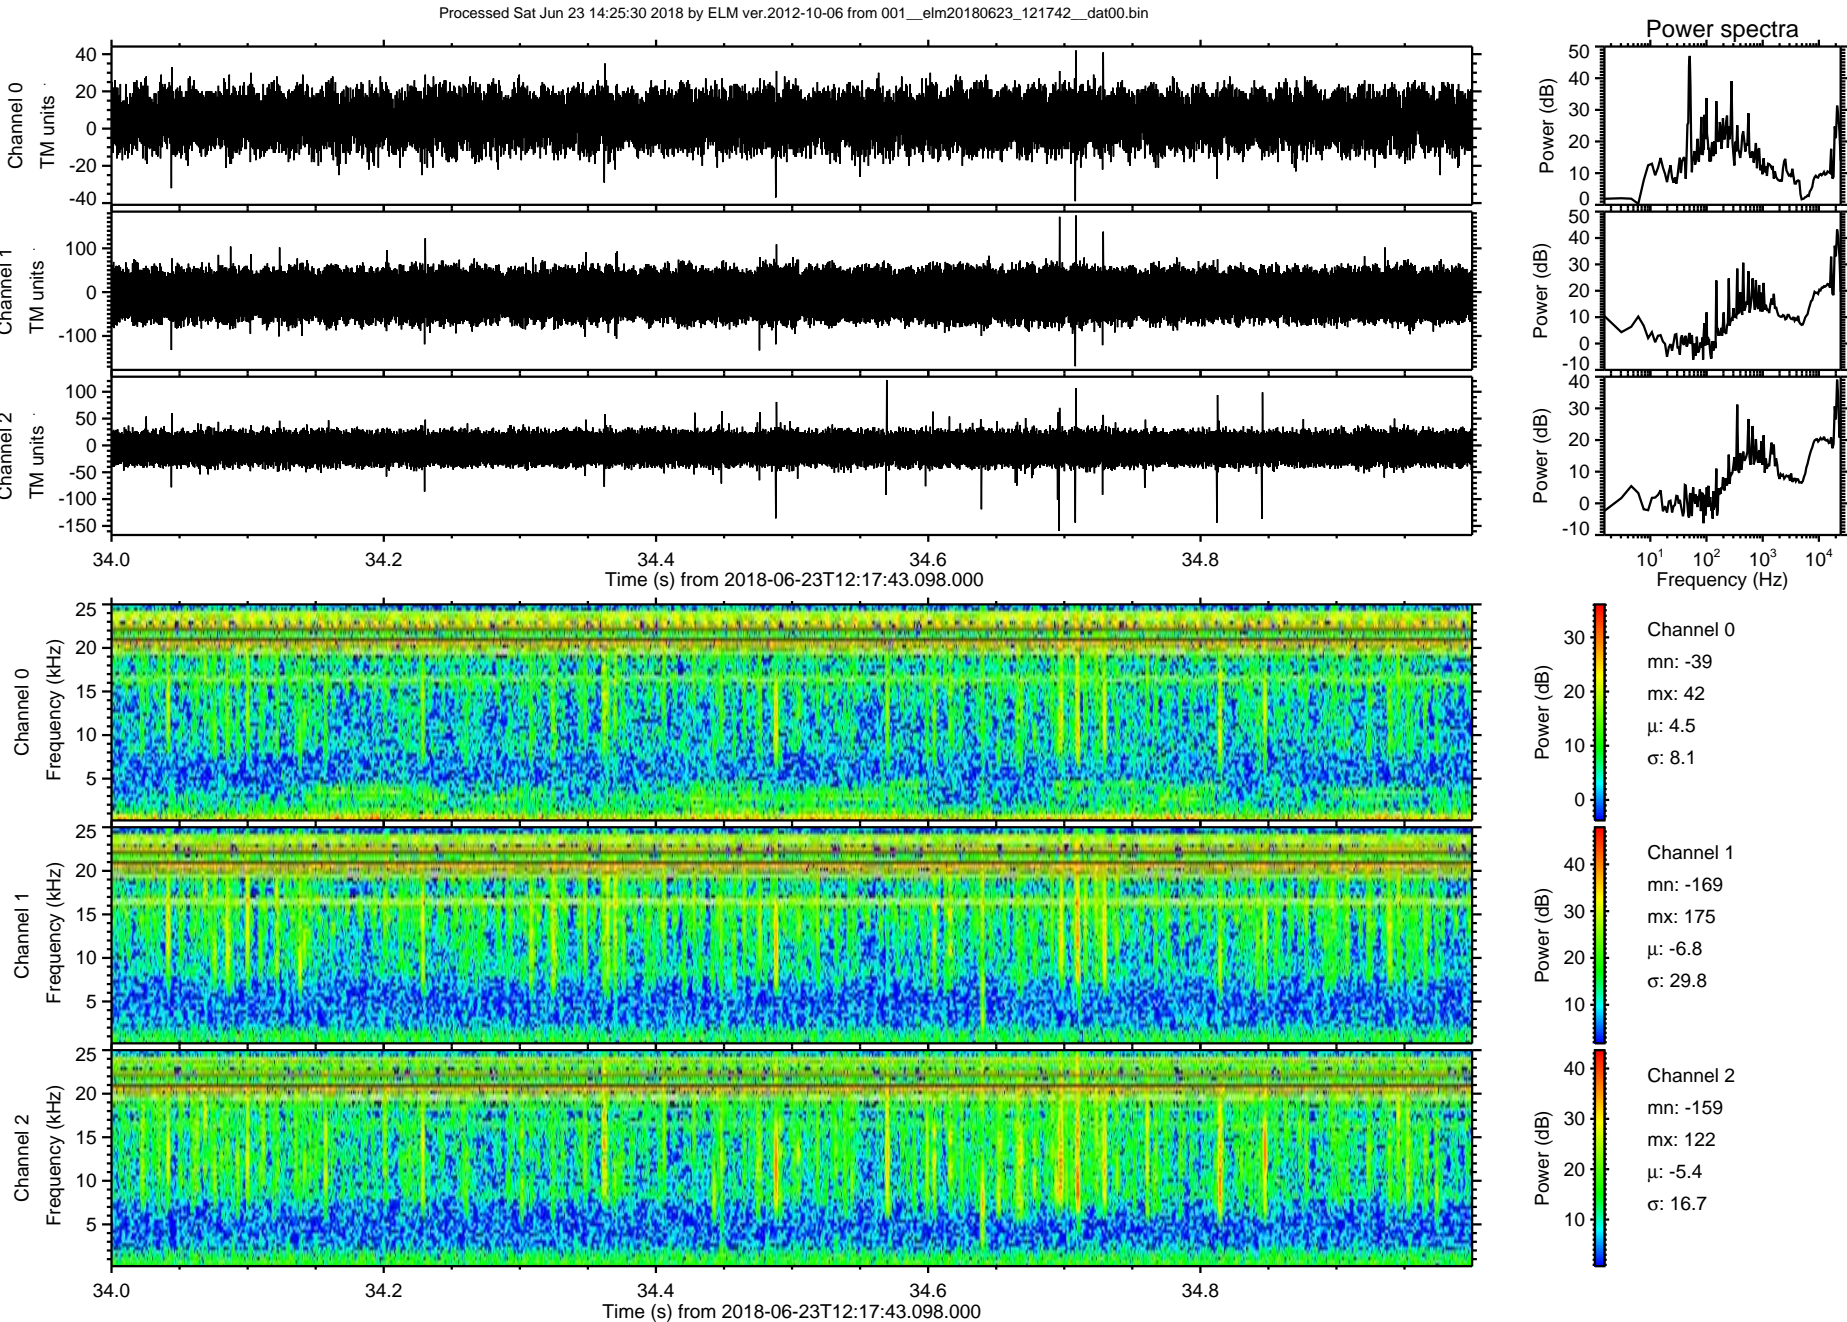 Processed Sat Jun 23 14:25:30 2018 by ELM ver.2012-10-06 from 001__elm20180623_121742__dat00.bin
Power spectra
Channel 0
TM units
40
20
0
-20
-40
Power (dB)
50
40
30
20
10
0
Channel 1
TM units
100
0
-100
Power (dB)
50
40
30
20
10
0
-10
Channel 2
TM units
100
50
0
-50
-100
-150
Power (dB)
40
30
20
10
0
-10
34.0 34.2 34.4 34.6 34.8
Time (s) from 2018-06-23T12:17:43.098.000
10¹ 10² 10³ 10⁴
Frequency (Hz)
Channel 0
Frequency (kHz)
25
20
15
10
5
Power (dB)
30
20
10
0
Channel 0
mn: -39
mx: 42
μ: 4.5
σ: 8.1
Channel 1
Frequency (kHz)
25
20
15
10
5
Power (dB)
40
30
20
10
Channel 1
mn: -169
mx: 175
μ: -6.8
σ: 29.8
Channel 2
Frequency (kHz)
25
20
15
10
5
Power (dB)
40
30
20
10
Channel 2
mn: -159
mx: 122
μ: -5.4
σ: 16.7
34.0 34.2 34.4 34.6 34.8
Time (s) from 2018-06-23T12:17:43.098.000